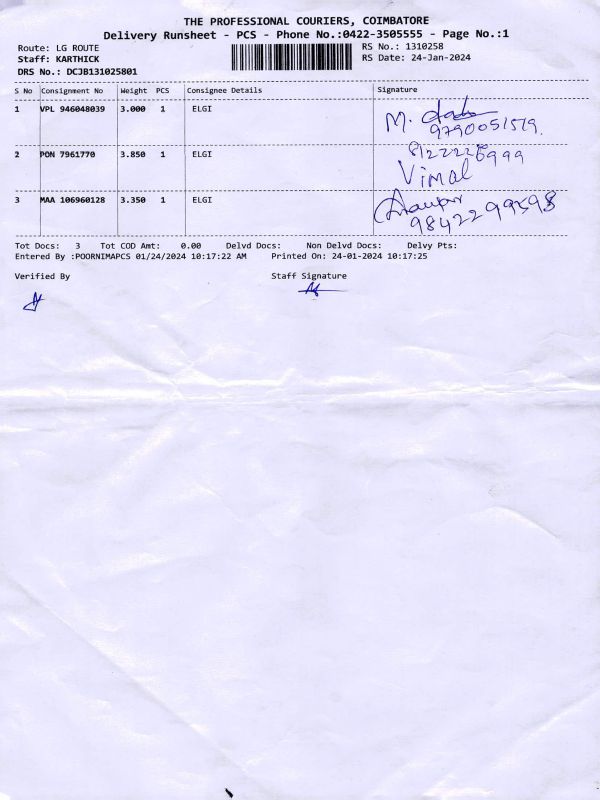 THE PROFESSIONAL COURIERS, COIMBATORE
Delivery Runsheet - PCS - Phone No.:0422-3505555 - Page No.:1
Route: LG ROUTE
Staff: KARTHICK
DRS No.: DCJB131025801
RS No.: 1310258
RS Date: 24-Jan-2024
S No Consignment No Weight PCS Consignee Details Signature
1 VPL 946048039 3.000 1 ELGI M.
9790051579.
2 PON 7961770 3.850 1 ELGI
Vimal
3 MAA 106960128 3.350 1 ELGI
9842299598
Tot Docs: 3 Tot COD Amt: 0.00 Delvd Docs: Non Delvd Docs: Delvy Pts:
Entered By :POORNIMAPCS 01/24/2024 10:17:22 AM Printed On: 24-01-2024 10:17:25
Verified By Staff Signature